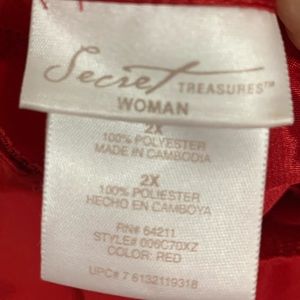 Secret TREASURES™
WOMAN
2X
100% POLYESTER
MADE IN CAMBODIA
2X
100% POLIESTER
HECHO EN CAMBOYA
RN# 64211
STYLE# 006C70XZ
COLOR: RED
UPC# 7 6132119318